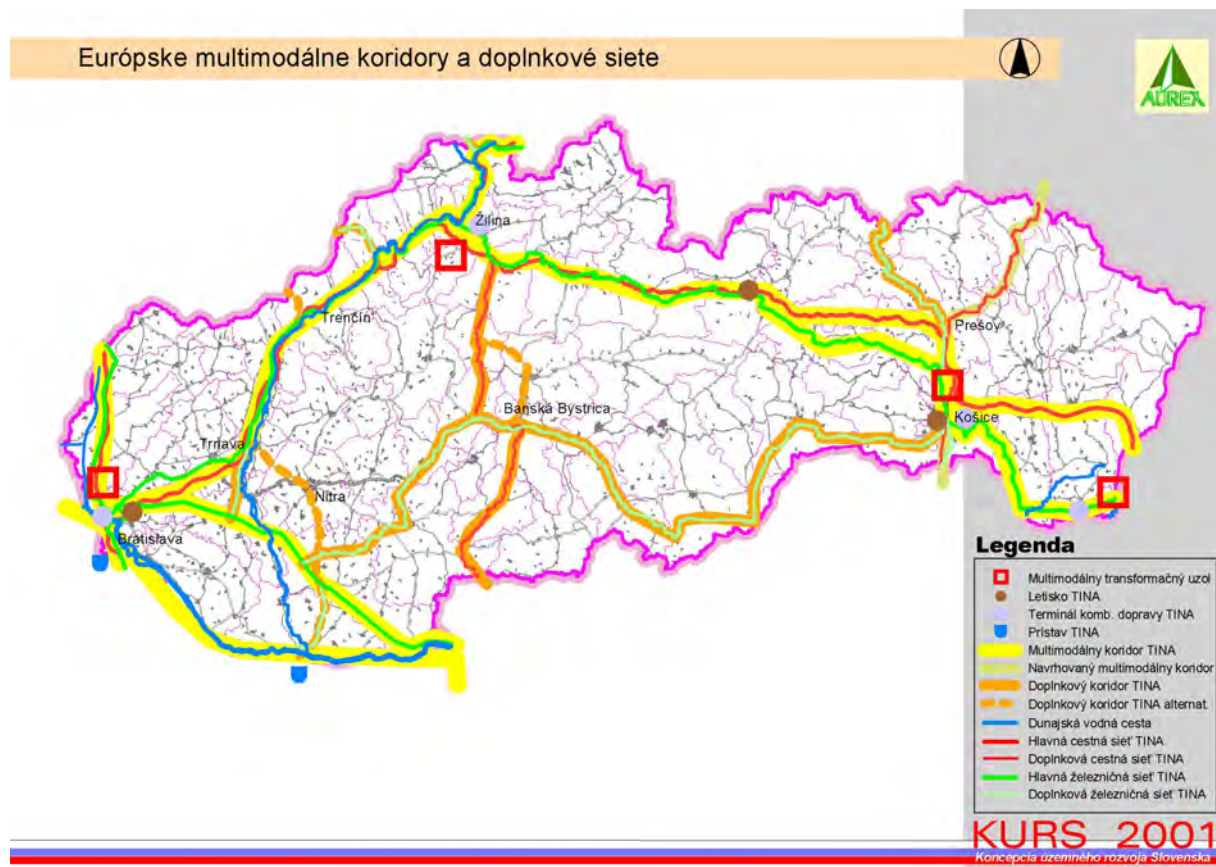 Európske multimodálne koridory a doplnkové siete
AUREX
Žilina
Trenčín
Prešov
Banská Bystrica
Košice
Trnava
Nitra
Bratislava
Legenda
Multimodálny transformačný uzol
Letisko TINA
Terminál komb. dopravy TINA
Prístav TINA
Multimodálny koridor TINA
Navrhovaný multimodálny koridor
Doplnkový koridor TINA
Doplnkový koridor TINA alternat.
Dunajská vodná cesta
Hlavná cestná sieť TINA
Doplnková cestná sieť TINA
Hlavná železničná sieť TINA
Doplnková železničná sieť TINA
KURS 2001
Koncepcia územného rozvoja Slovenska